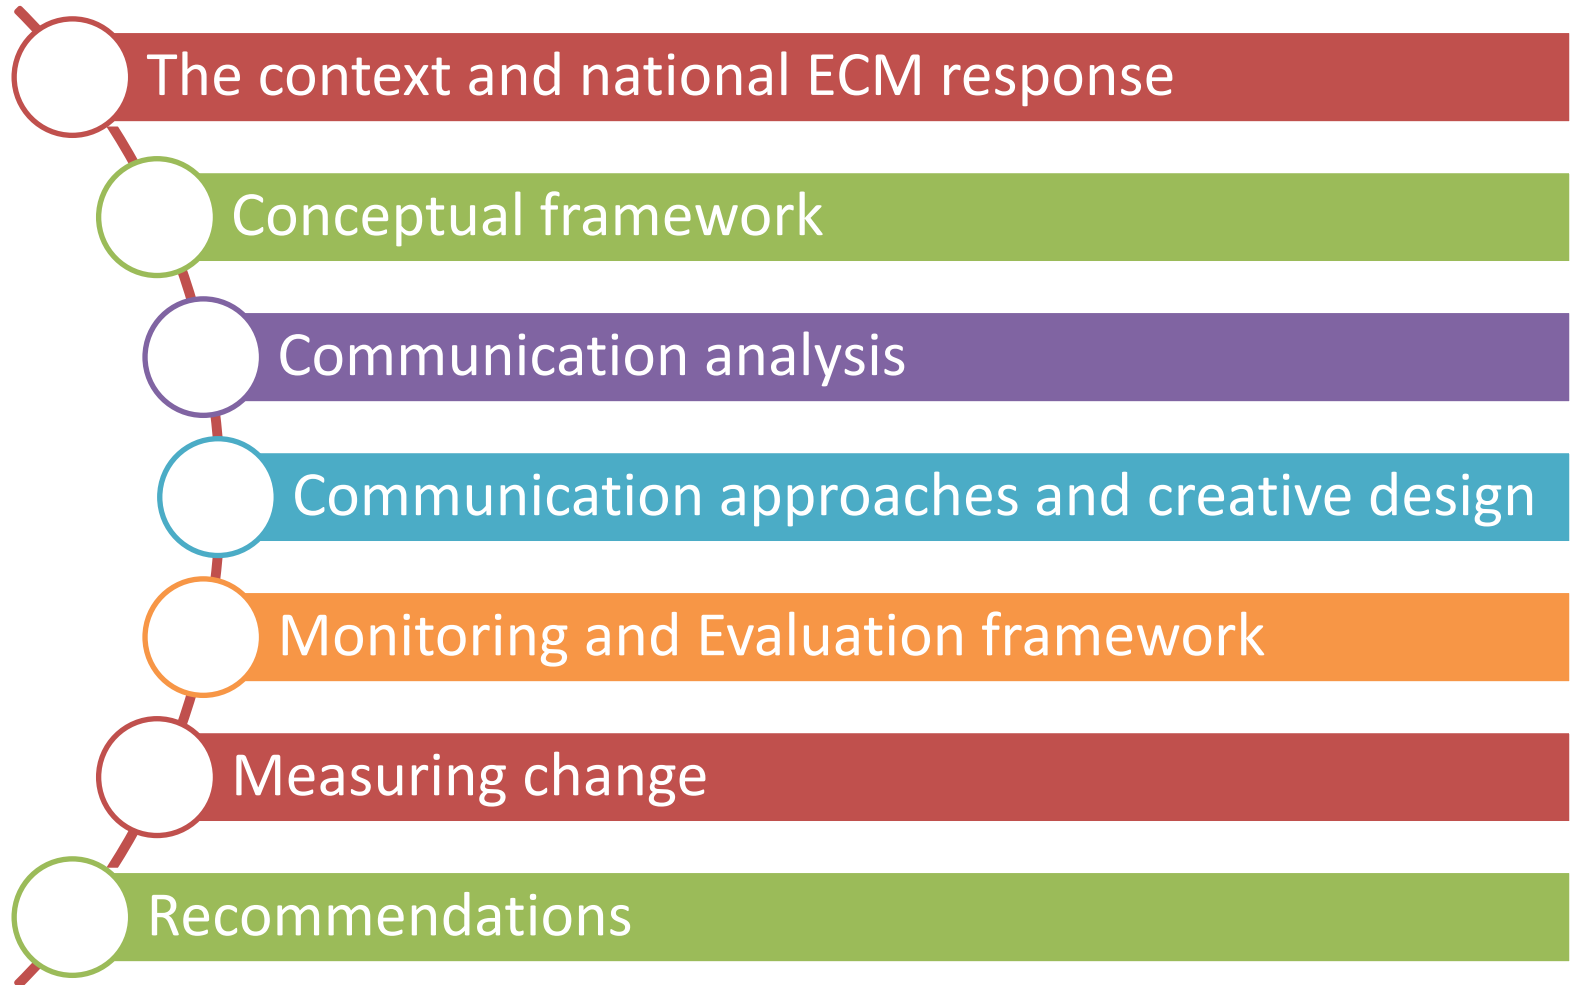 The context and national ECM response
Conceptual framework
Communication analysis
Communication approaches and creative design
Monitoring and Evaluation framework
Measuring change
Recommendations